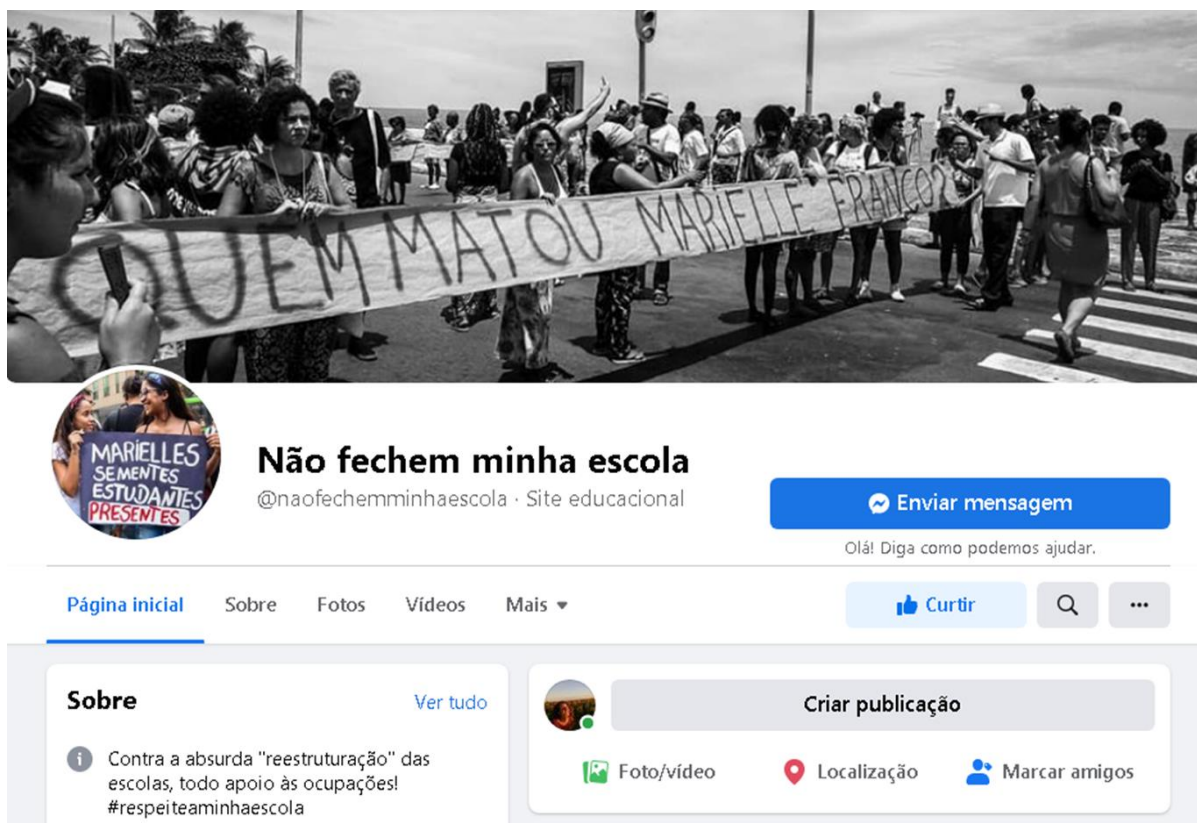 QUEM MATOU MARIELLE FRANCO?
MARIELLES
SEMENTES
ESTUDANTES
PRESENTES
Não fechem minha escola
@naofechemminhaescola · Site educacional
Enviar mensagem
Olá! Diga como podemos ajudar.
Página inicial
Sobre
Fotos
Vídeos
Mais
Curtir
Sobre
Ver tudo
Criar publicação
Contra a absurda "reestruturação" das
escolas, todo apoio às ocupações!
#respeiteaminhaescola
Foto/vídeo
Localização
Marcar amigos